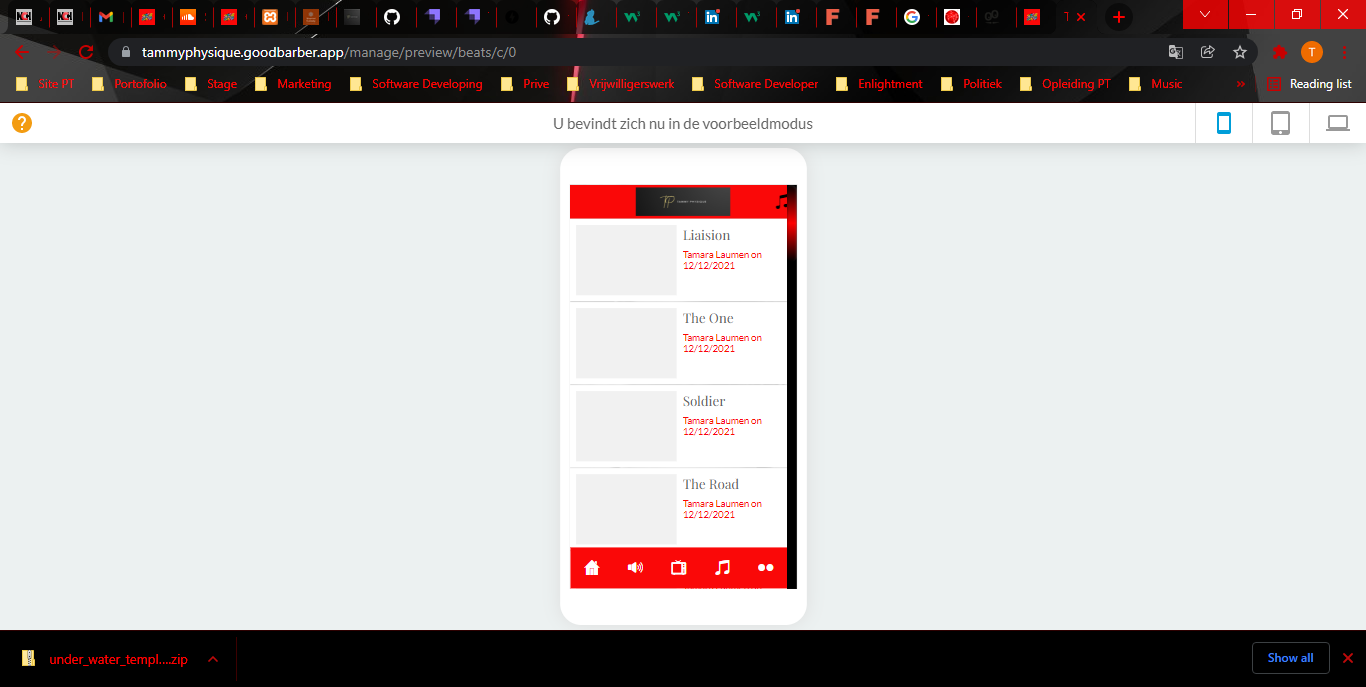 tammyphysique.goodbarber.app/manage/preview/beats/c/0
T
Site PT Portofolio Stage Marketing Software Developing Prive Vrijwilligerswerk Software Developer Enlightment Politiek Opleiding PT Music » Reading list
? U bevindt zich nu in de voorbeeldmodus
TP TAMMY PHYSIQUE
Liaision
Tamara Laumen on
12/12/2021
The One
Tamara Laumen on
12/12/2021
Soldier
Tamara Laumen on
12/12/2021
The Road
Tamara Laumen on
12/12/2021
under_water_templ....zip Show all